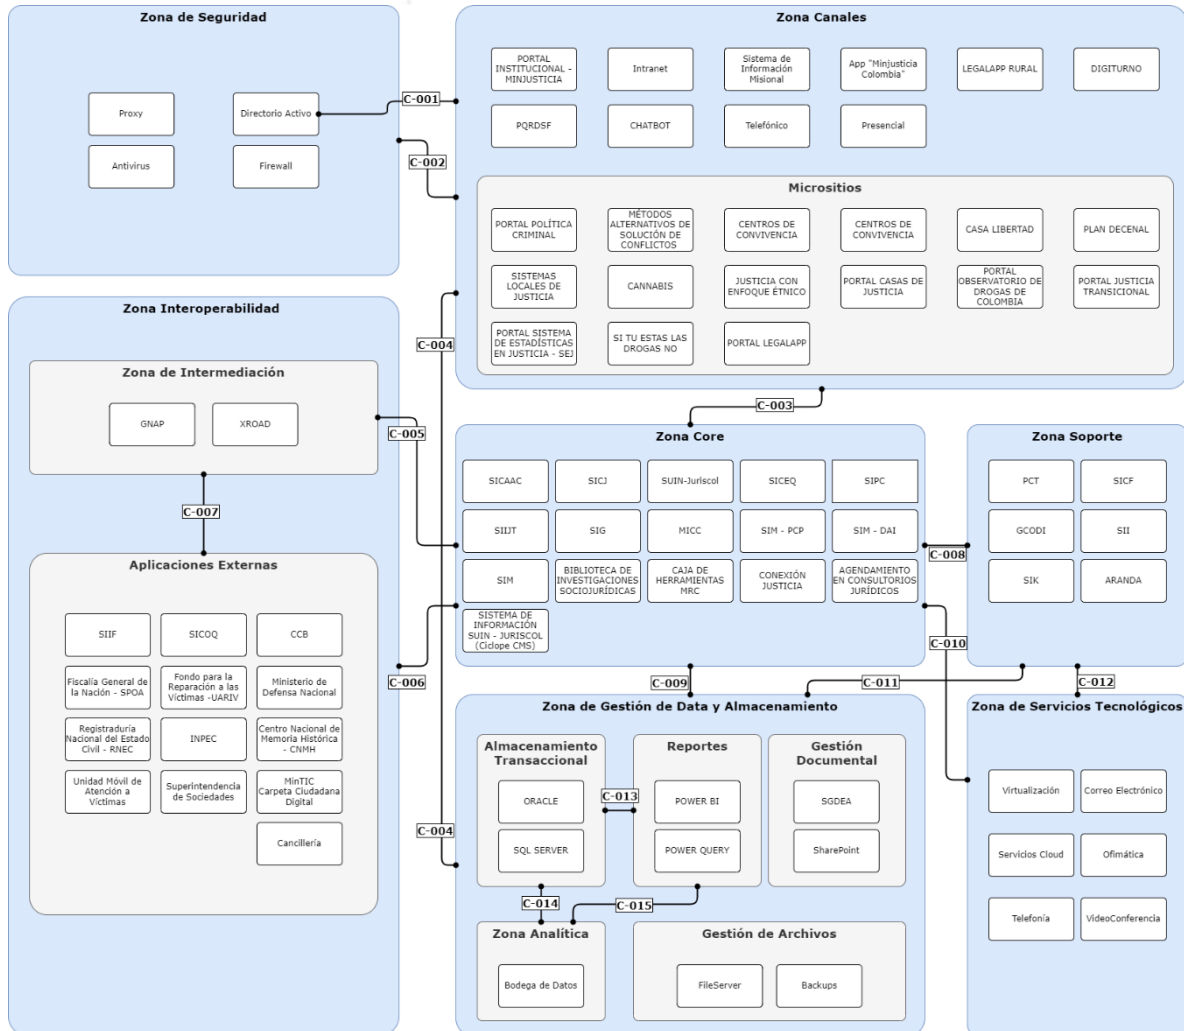 Zona de Seguridad
Proxy
Directorio Activo
Antivirus
Firewall
C-001
C-002
Zona Canales
PORTAL
INSTITUCIONAL -
MINJUSTICIA
Intranet
Sistema de
Información
Misional
App "Minjusticia
Colombia"
LEGALAPP RURAL
DIGITURNO
PQRDSF
CHATBOT
Telefónico
Presencial
Micrositios
PORTAL POLÍTICA
CRIMINAL
MÉTODOS
ALTERNATIVOS DE
SOLUCIÓN DE
CONFLICTOS
CENTROS DE
CONVIVENCIA
CENTROS DE
CONVIVENCIA
CASA LIBERTAD
PLAN DECENAL
SISTEMAS
LOCALES DE
JUSTICIA
CANNABIS
JUSTICIA CON
ENFOQUE ÉTNICO
PORTAL CASAS DE
JUSTICIA
PORTAL
OBSERVATORIO DE
DROGAS DE
COLOMBIA
PORTAL JUSTICIA
TRANSICIONAL
PORTAL SISTEMA
DE ESTADÍSTICAS
EN JUSTICIA - SEJ
SI TU ESTAS LAS
DROGAS NO
PORTAL LEGALAPP
C-004
C-003
Zona Interoperabilidad
Zona de Intermediación
GNAP
XROAD
C-005
C-007
Aplicaciones Externas
SIIF
SICOQ
CCB
Fiscalía General de
la Nación - SPOA
Fondo para la
Reparación a las
Víctimas -UARIV
Ministerio de
Defensa Nacional
Registraduría
Nacional del Estado
Civil - RNEC
INPEC
Centro Nacional de
Memoria Histórica
- CNMH
Unidad Móvil de
Atención a
Víctimas
Superintendencia
de Sociedades
MinTIC
Carpeta Ciudadana
Digital
Cancillería
C-006
C-004
Zona Core
SICAAC
SICJ
SUIN-Juriscol
SICEQ
SIPC
SIIJT
SIG
MICC
SIM - PCP
SIM - DAI
SIM
BIBLIOTECA DE
INVESTIGACIONES
SOCIOJURÍDICAS
CAJA DE
HERRAMIENTAS
MRC
CONEXIÓN
JUSTICIA
AGENDAMIENTO
EN CONSULTORIOS
JURÍDICOS
SISTEMA DE
INFORMACIÓN
SUIN - JURISCOL
(Ciclope CMS)
C-008
Zona Soporte
PCT
SICF
GCODI
SII
SIK
ARANDA
C-010
C-009
C-011
C-012
Zona de Gestión de Data y Almacenamiento
Almacenamiento
Transaccional
ORACLE
SQL SERVER
C-013
Reportes
POWER BI
POWER QUERY
Gestión
Documental
SGDEA
SharePoint
C-014
C-015
Zona Analítica
Bodega de Datos
Gestión de Archivos
FileServer
Backups
Zona de Servicios Tecnológicos
Virtualización
Correo Electrónico
Servicios Cloud
Ofimática
Telefonía
VideoConferencia